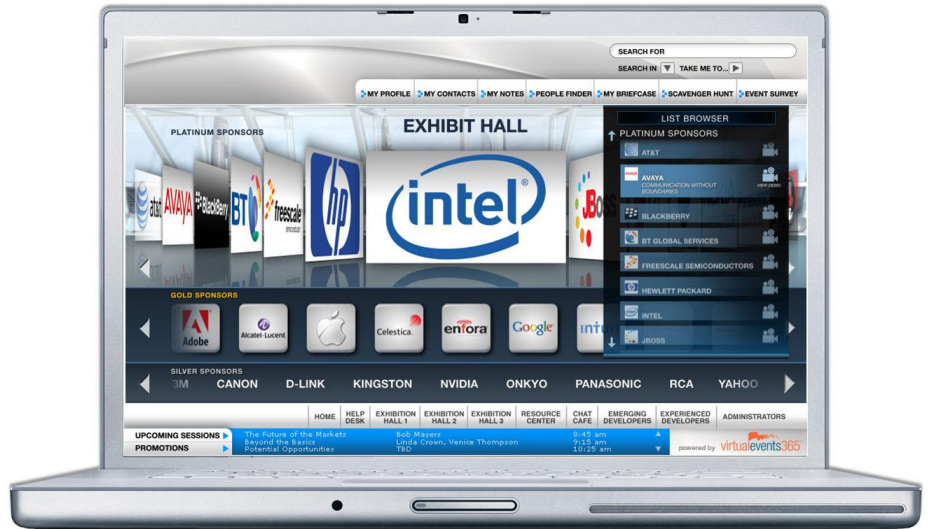 SEARCH FOR
SEARCH IN TAKE ME TO...
MY PROFILE MY CONTACTS MY NOTES PEOPLE FINDER MY BRIEFCASE SCAVENGER HUNT EVENT SURVEY
PLATINUM SPONSORS
EXHIBIT HALL
at&t
AVAYA
BlackBerry
BT
freescale
semiconductor
hp
intel
JBoss
LIST BROWSER
PLATINUM SPONSORS
AT&T
AVAYA
COMMUNICATION WITHOUT
BOUNDARIES
VIEW DEMO
BLACKBERRY
BT GLOBAL SERVICES
FREESCALE SEMICONDUCTORS
HEWLETT PACKARD
INTEL
JBOSS
GOLD SPONSORS
Adobe
Alcatel-Lucent
Celestica
enfora
Google
SILVER SPONSORS
3M CANON D-LINK KINGSTON NVIDIA ONKYO PANASONIC RCA YAHOO
HOME HELP DESK EXHIBITION HALL 1 EXHIBITION HALL 2 EXHIBITION HALL 3 RESOURCE CENTER CHAT CAFE EMERGING DEVELOPERS EXPERIENCED DEVELOPERS ADMINISTRATORS
UPCOMING SESSIONS
PROMOTIONS
The Future of the Markets Bob Mayers 8:45 am
Beyond the Basics Linda Crown, Venice Thompson 9:15 am
Potential Opportunities TBD 10:25 am
powered by virtualevents365